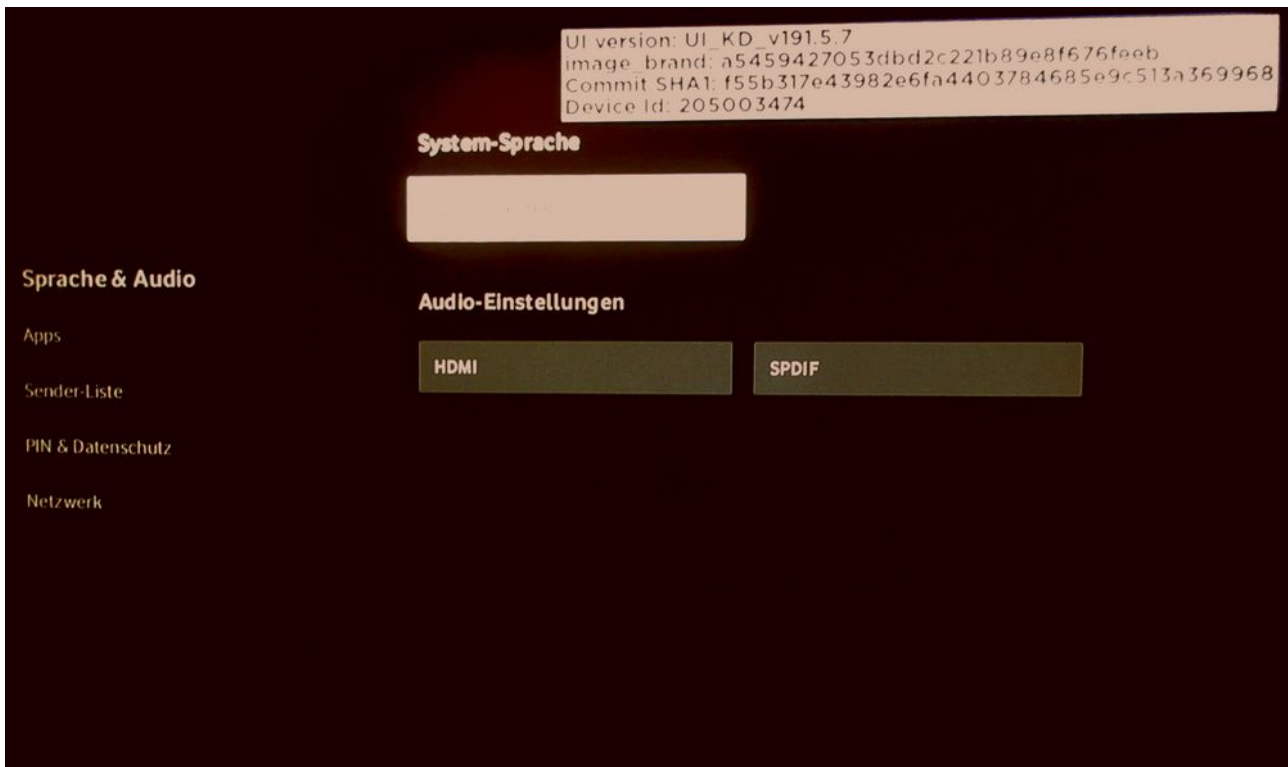 UI version: UI_KD_v191.5.7
image_brand: a5459427053dbd2c221b89e8f676feeb
Commit SHA1: f55b317e43982e6fa4403784685e9c513a369968
Device Id: 205003474
System-Sprache
Sprache & Audio
Audio-Einstellungen
Apps
HDMI
SPDIF
Sender-Liste
PIN & Datenschutz
Netzwerk